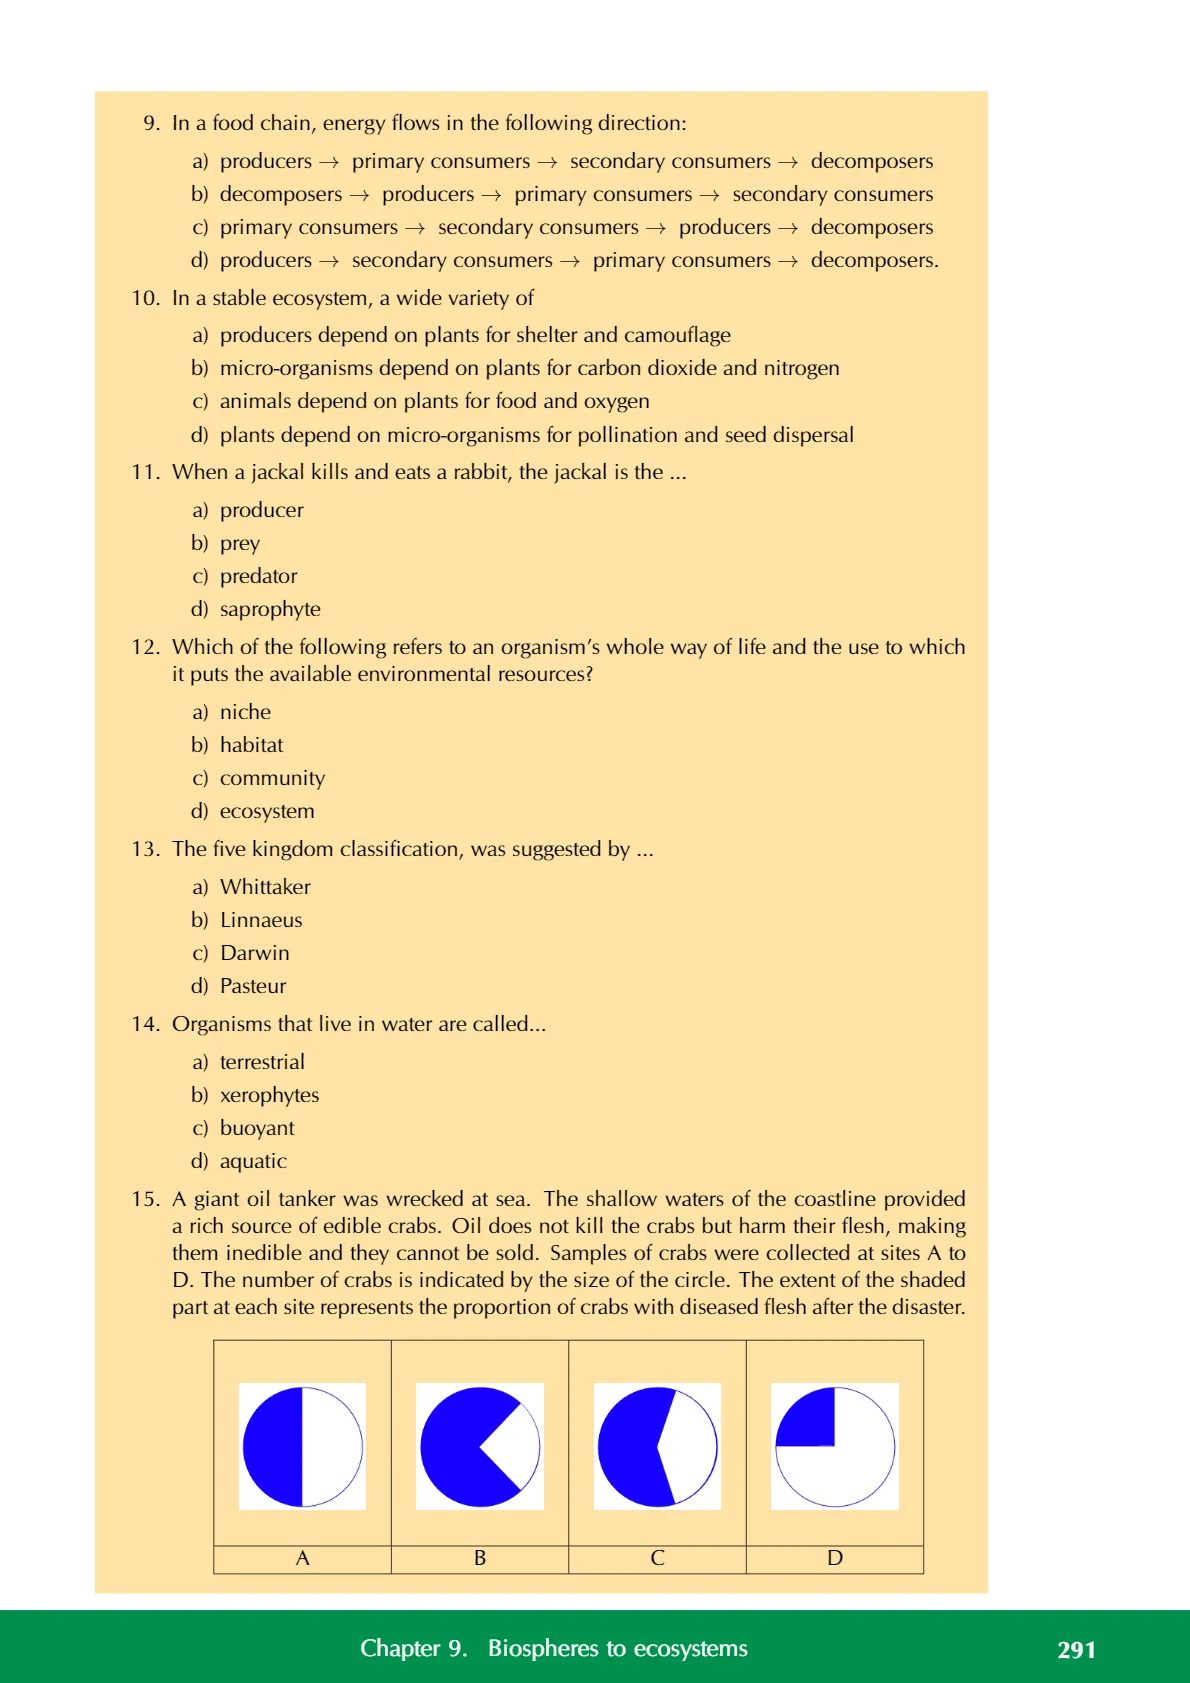 9. In a food chain, energy flows in the following direction:
a) producers → primary consumers → secondary consumers → decomposers
b) decomposers → producers → primary consumers → secondary consumers
c) primary consumers → secondary consumers → producers → decomposers
d) producers → secondary consumers → primary consumers → decomposers.
10. In a stable ecosystem, a wide variety of
a) producers depend on plants for shelter and camouflage
b) micro-organisms depend on plants for carbon dioxide and nitrogen
c) animals depend on plants for food and oxygen
d) plants depend on micro-organisms for pollination and seed dispersal
11. When a jackal kills and eats a rabbit, the jackal is the ...
a) producer
b) prey
c) predator
d) saprophyte
12. Which of the following refers to an organism's whole way of life and the use to which
it puts the available environmental resources?
a) niche
b) habitat
c) community
d) ecosystem
13. The five kingdom classification, was suggested by ...
a) Whittaker
b) Linnaeus
c) Darwin
d) Pasteur
14. Organisms that live in water are called...
a) terrestrial
b) xerophytes
c) buoyant
d) aquatic
15. A giant oil tanker was wrecked at sea. The shallow waters of the coastline provided
a rich source of edible crabs. Oil does not kill the crabs but harm their flesh, making
them inedible and they cannot be sold. Samples of crabs were collected at sites A to
D. The number of crabs is indicated by the size of the circle. The extent of the shaded
part at each site represents the proportion of crabs with diseased flesh after the disaster.
A B C D
Chapter 9. Biospheres to ecosystems 291